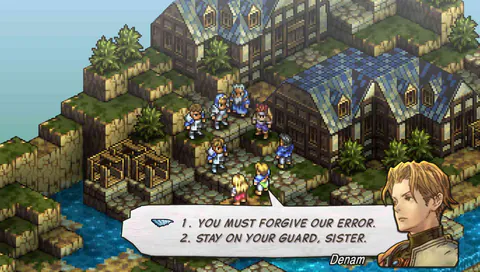 1. YOU MUST FORGIVE OUR ERROR.
2. STAY ON YOUR GUARD, SISTER.
Denam